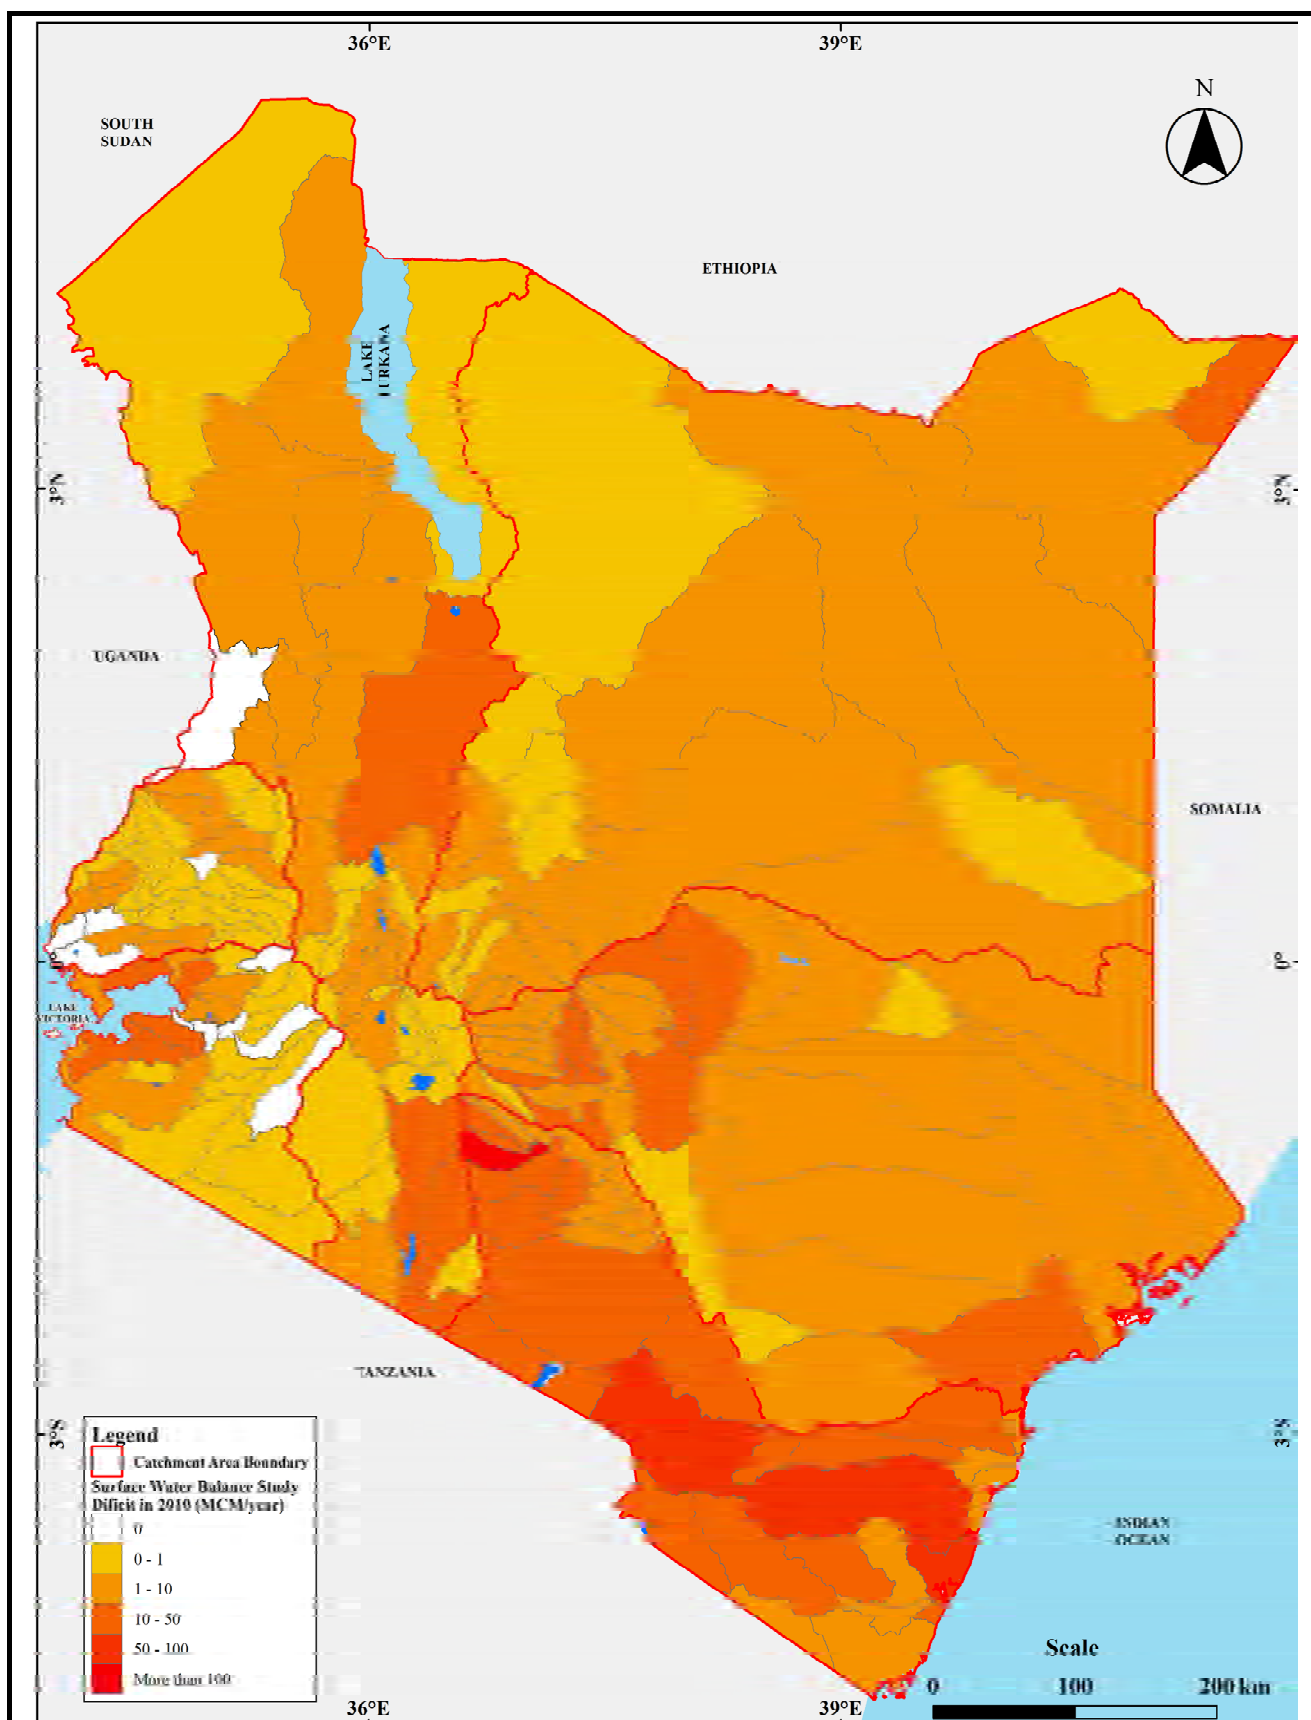 36°E
39°E
N
SOUTH
SUDAN
ETHIOPIA
LAKE
TURKANA
3°N
3°N
UGANDA
SOMALIA
0°
0°
LAKE
VICTORIA
TANZANIA
3°S
3°S
Legend
Catchment Area Boundary
Surface Water Balance Study
Deficit in 2010 (MCM/year)
0
0 - 1
1 - 10
10 - 50
50 - 100
More than 100
INDIAN
OCEAN
Scale
0
100
200 km
36°E
39°E